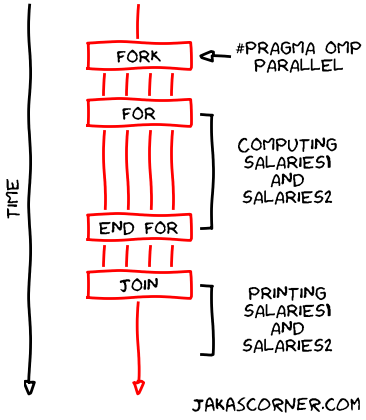 FORK
#PRAGMA OMP
PARALLEL
FOR
COMPUTING
SALARIES1
AND
SALARIES2
TIME
END FOR
JOIN
PRINTING
SALARIES1
AND
SALARIES2
JAKASCORNER.COM